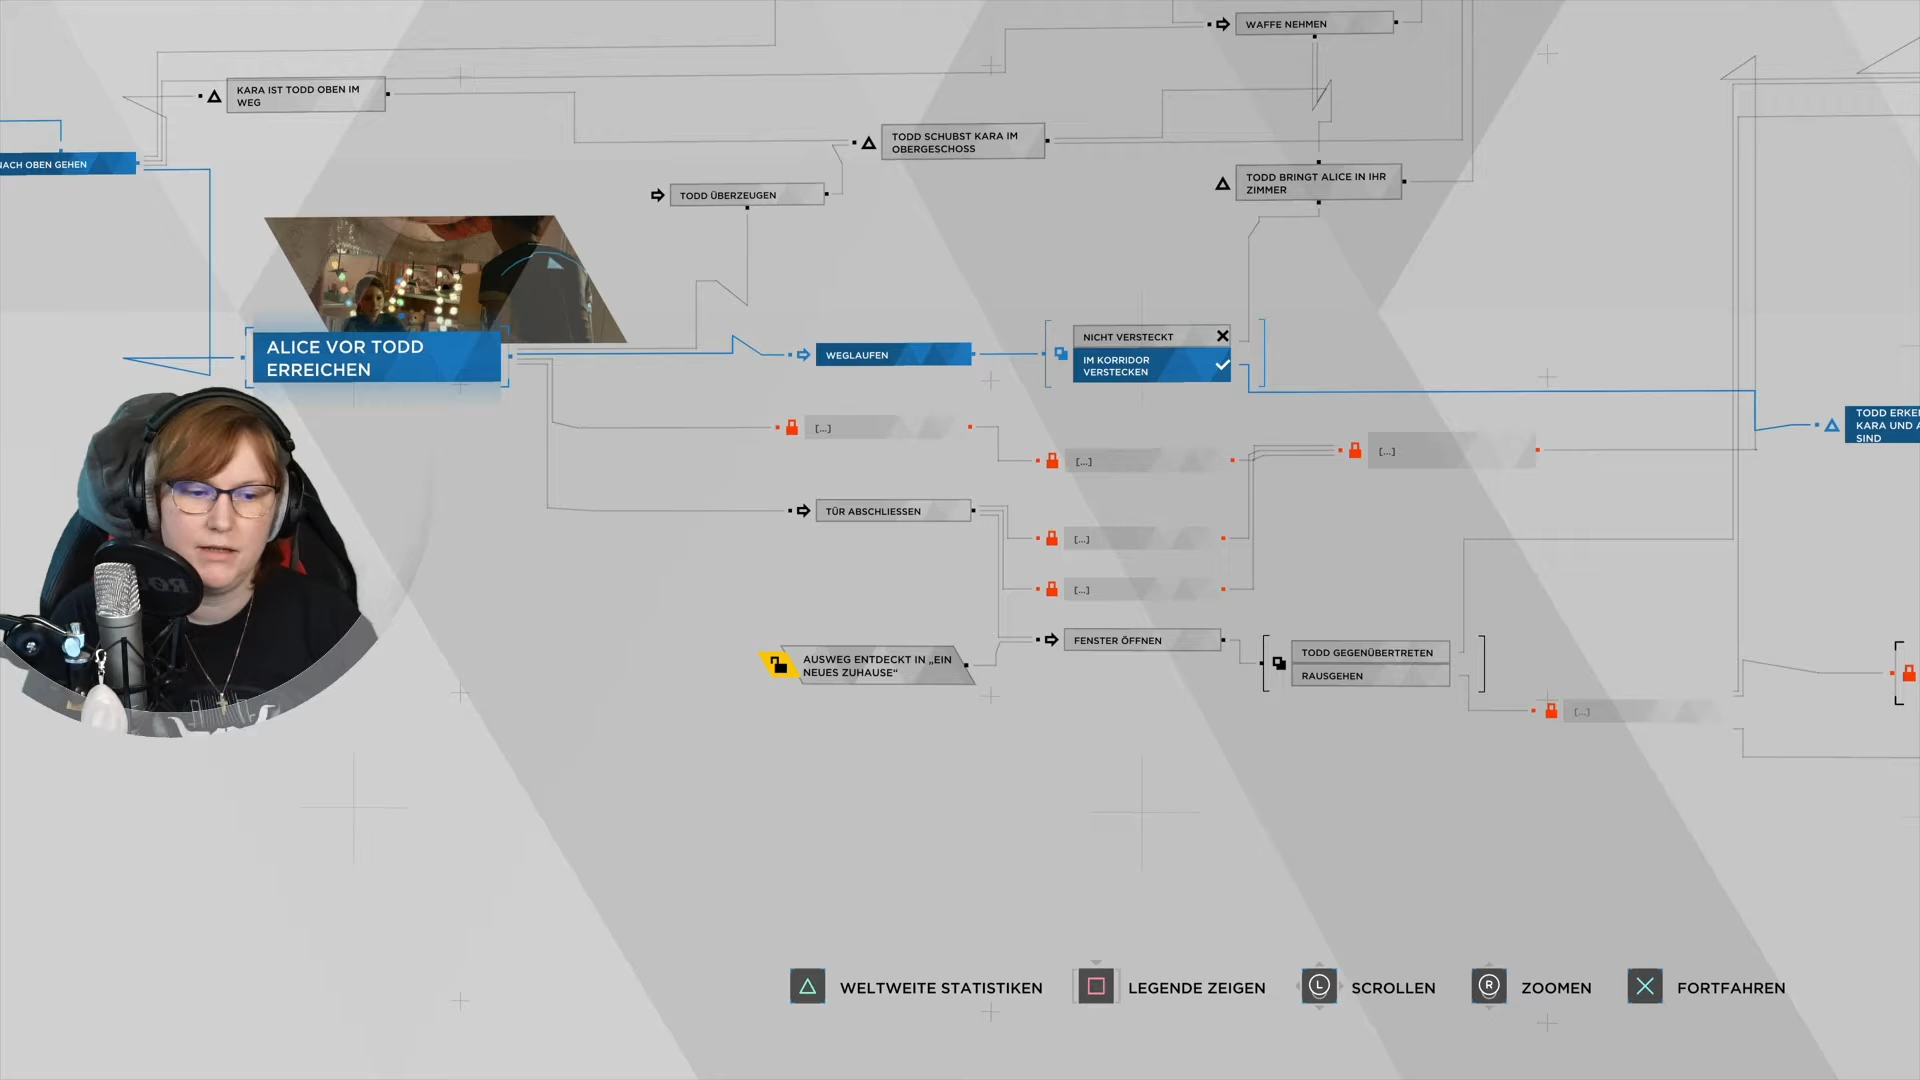 WAFFE NEHMEN
KARA IST TODD OBEN IM
WEG
TODD SCHUBST KARA IM
OBERGESCHOSS
NACH OBEN GEHEN
TODD BRINGT ALICE IN IHR
ZIMMER
TODD ÜBERZEUGEN
ALICE VOR TODD
ERREICHEN
WEGLAUFEN
NICHT VERSTECKT
IM KORRIDOR
VERSTECKEN
TODD
KARA UND
SIND
[...]
[...]
[...]
TÜR ABSCHLIESSEN
[...]
[...]
FENSTER ÖFFNEN
AUSWEG ENTDECKT IN „EIN
NEUES ZUHAUSE“
TODD GEGENÜBERTRETEN
RAUSGEHEN
[...]
WELTWEITE STATISTIKEN
LEGENDE ZEIGEN
L
SCROLLEN
R
ZOOMEN
FORTFAHREN